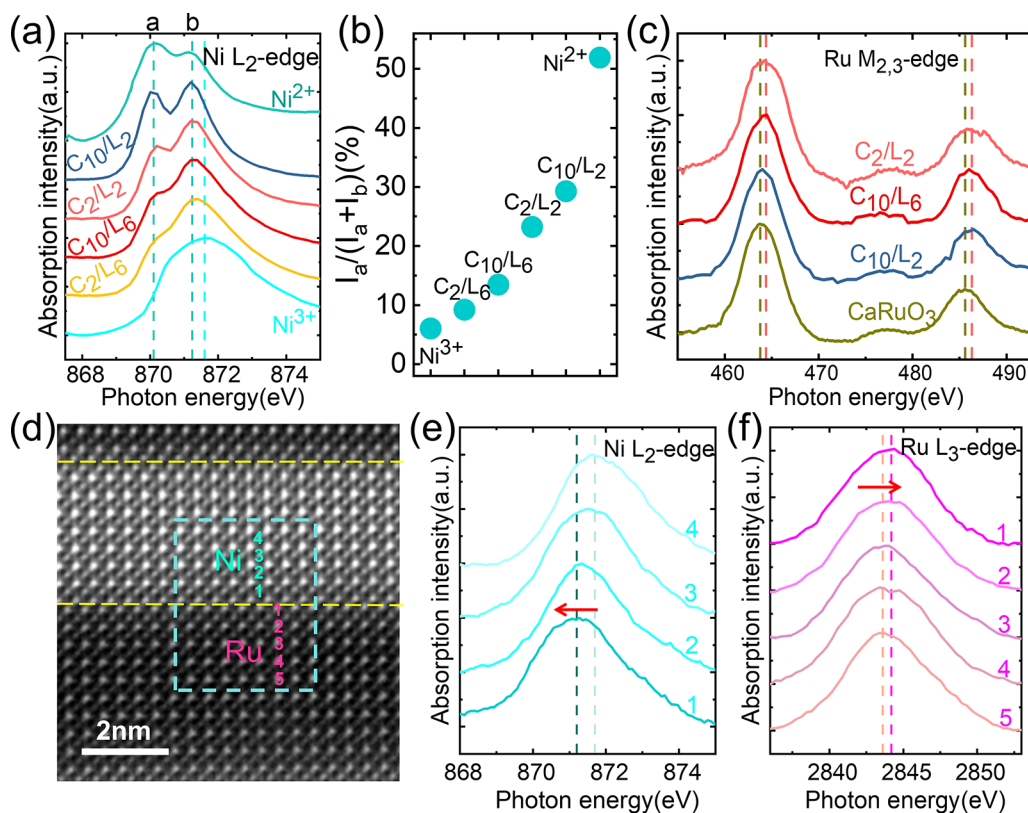 (a)
a b
Ni L2-edge
Ni2+
C10/L2
C2/L2
C10/L6
C2/L6
Ni3+
Absorption intensity(a.u.)
868 870 872 874
Photon energy(eV)
(b)
Ia/(Ia+Ib)(%)
50
40
30
20
10
0
Ni2+
C10/L2
C2/L2
C10/L6
C2/L6
Ni3+
(c)
Ru M2,3-edge
C2/L2
C10/L6
C10/L2
CaRuO3
Absorption intensity(a.u.)
460 470 480 490
Photon energy(eV)
(d)
Ni
4
3
2
1
Ru
1
2
3
4
5
2nm
(e)
Ni L2-edge
4
3
2
1
Absorption intensity(a.u.)
868 870 872 874
Photon energy(eV)
(f)
Ru L3-edge
1
2
3
4
5
Absorption intensity(a.u.)
2840 2845 2850
Photon energy(eV)